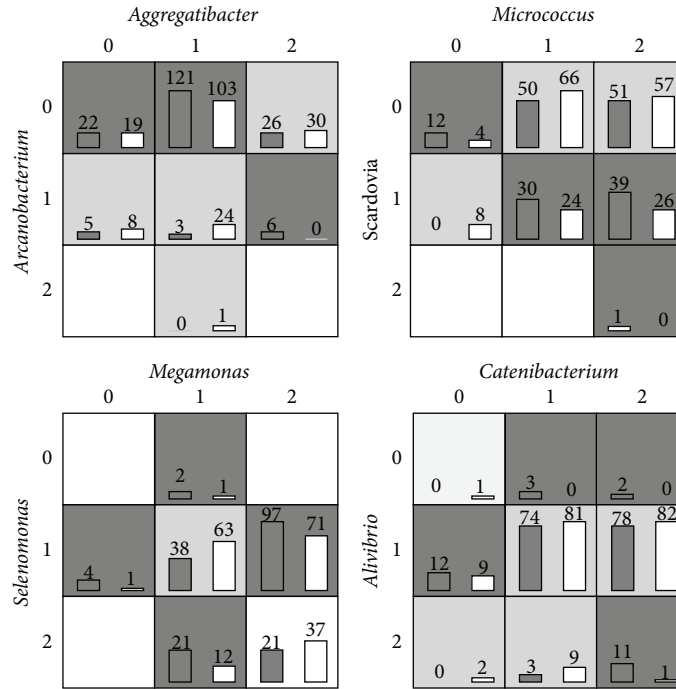 Aggregatibacter
0 1 2
Arcanobacterium
0
22 19 121 103 26 30
1
5 8 3 24 6 0
2
0 1
Micrococcus
0 1 2
Scardovia
12 4 50 66 51 57
0 8 30 24 39 26
1 0
Megamonas
0 1 2
Selenomonas
0
2 1
1
4 1 38 63 97 71
2
21 12 21 37
Catenibacterium
0 1 2
Alivibrio
0
0 1 3 0 2 0
1
12 9 74 81 78 82
2
0 2 3 9 11 1